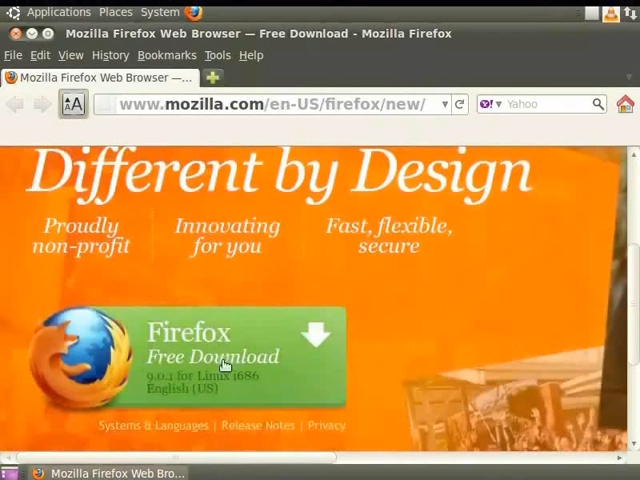 Applications Places System
Mozilla Firefox Web Browser — Free Download - Mozilla Firefox
File Edit View History Bookmarks Tools Help
Mozilla Firefox Web Browser —...
AA www.mozilla.com/en-US/firefox/new/ Yahoo
Different by Design
Proudly non-profit
Innovating for you
Fast, flexible, secure
Firefox
Free Download
9.0.1 for Linux i686
English (US)
Systems & Languages | Release Notes | Privacy
Mozilla Firefox Web Bro...